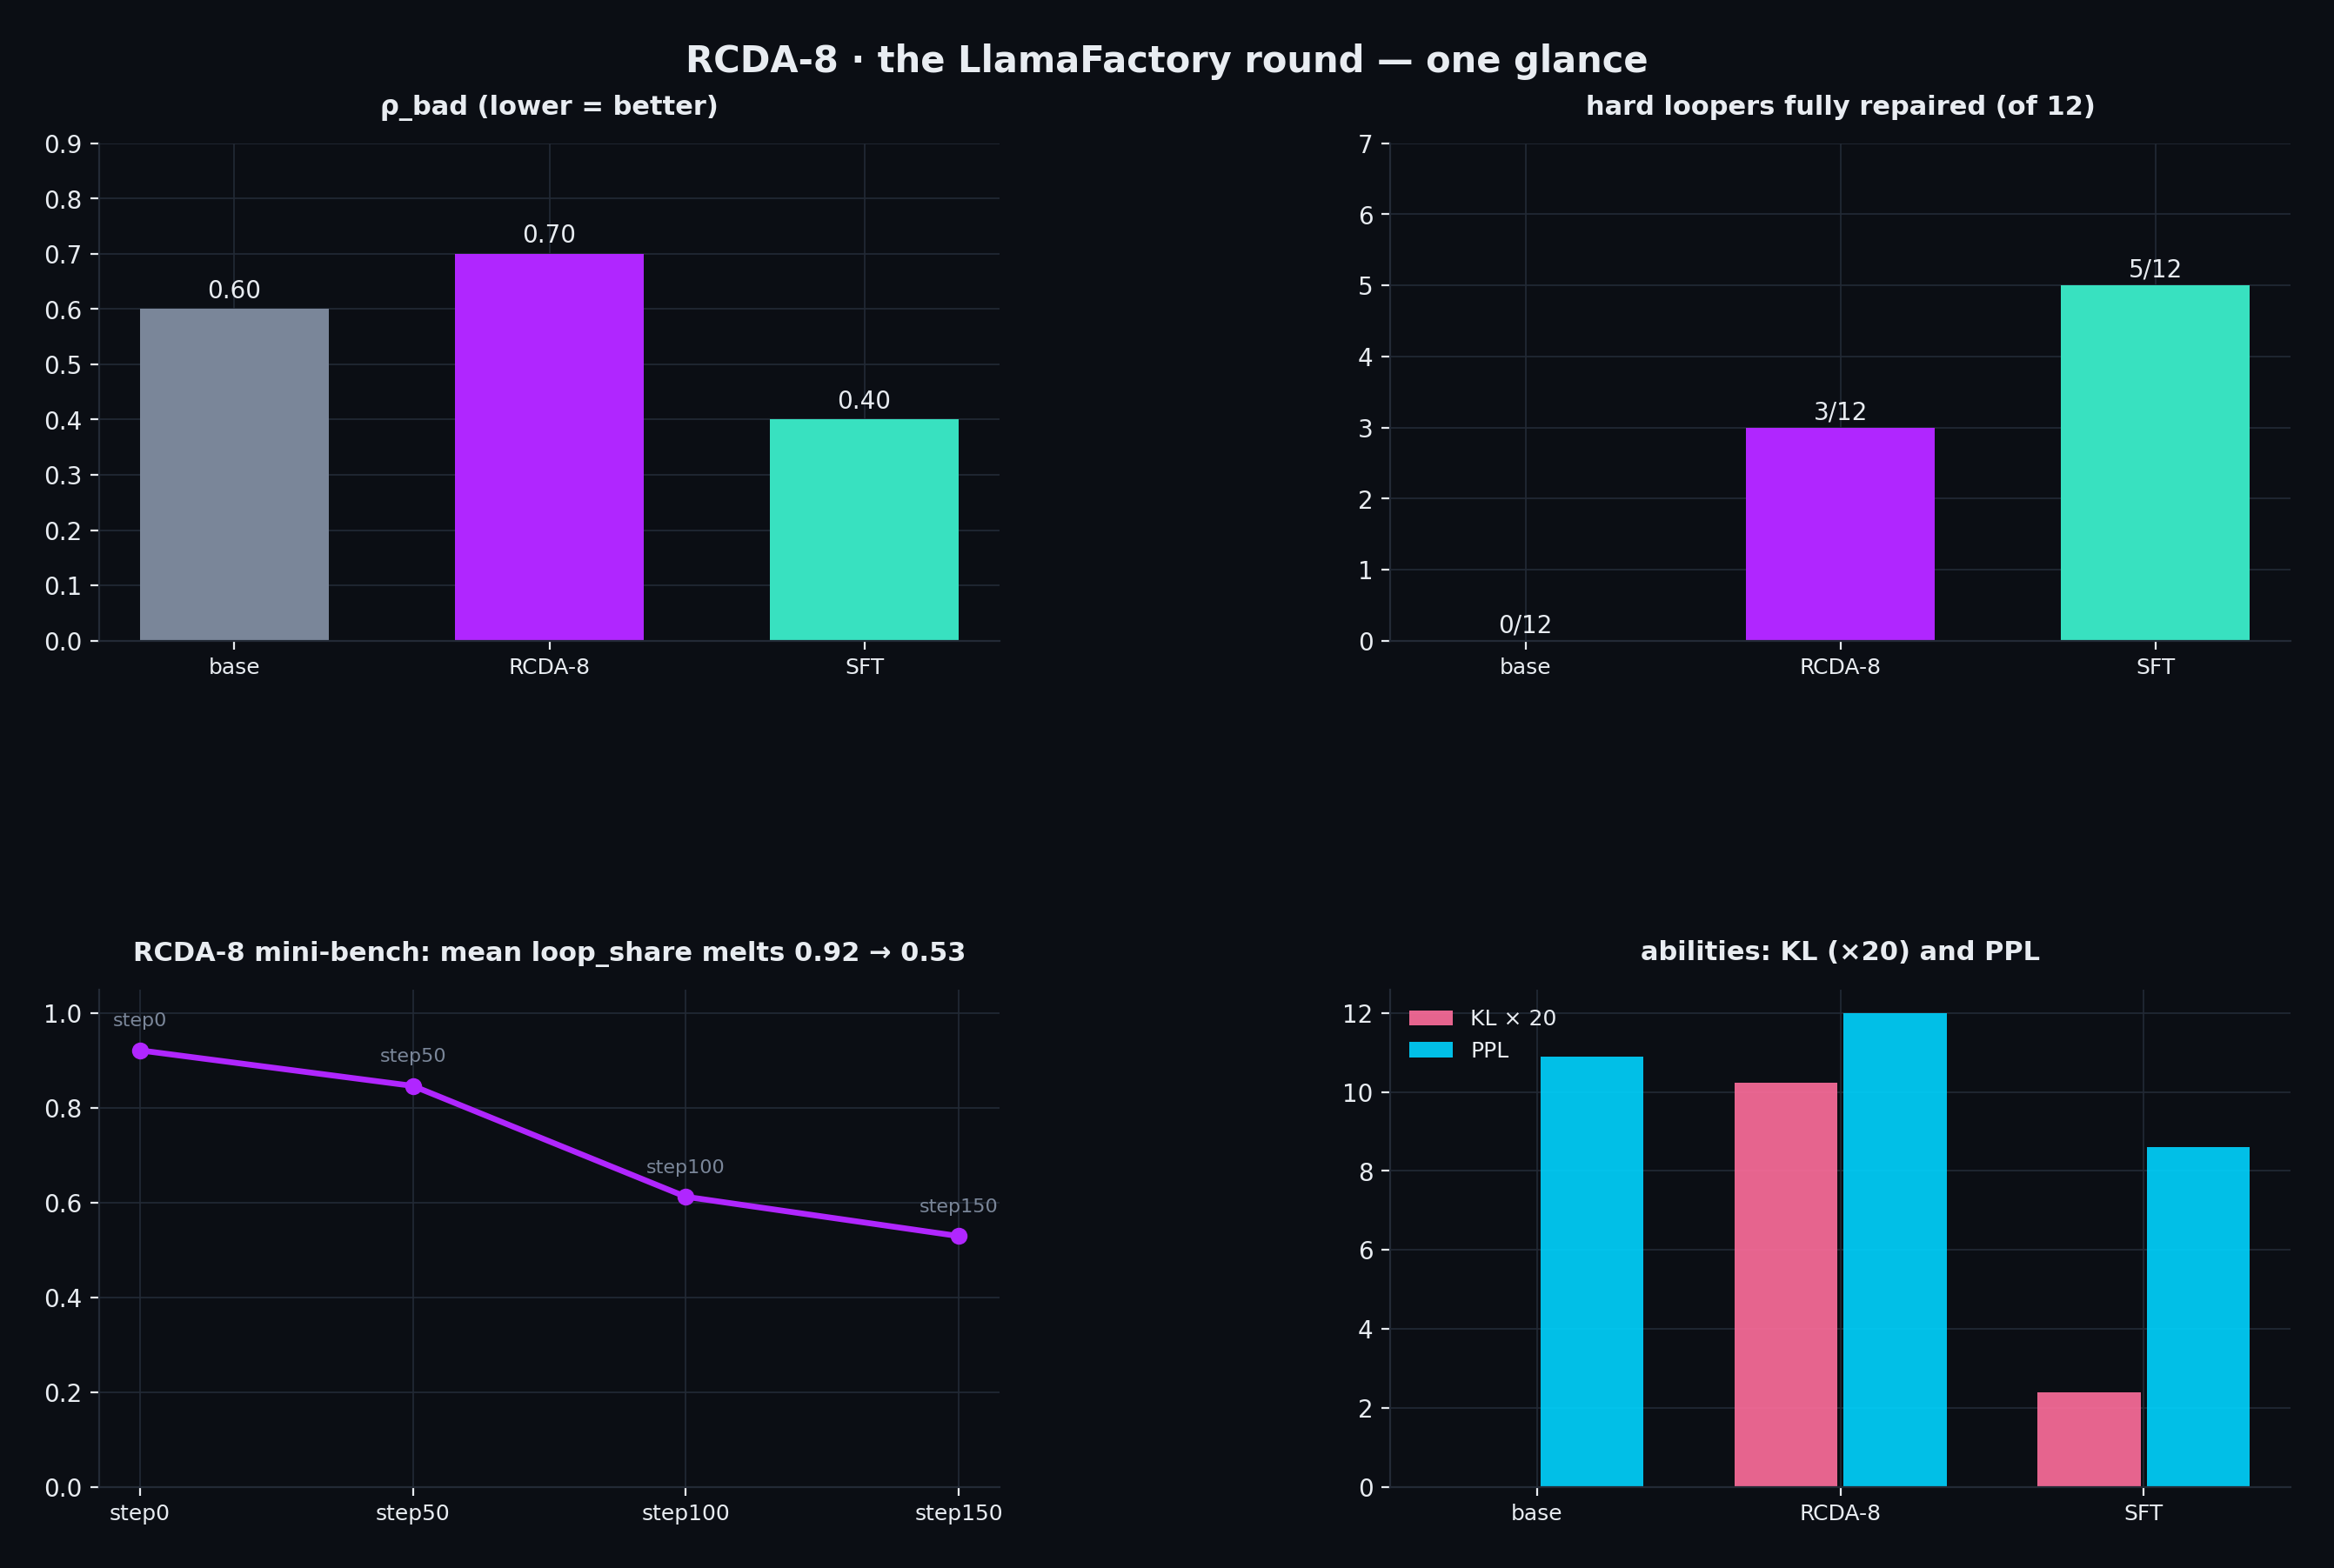 RCDA-8 · the LlamaFactory round — one glance
ρ_bad (lower = better)
0.9
0.8
0.7
0.6
0.5
0.4
0.3
0.2
0.1
0.0
0.60
0.70
0.40
base
RCDA-8
SFT
hard loopers fully repaired (of 12)
7
6
5
4
3
2
1
0
0/12
3/12
5/12
base
RCDA-8
SFT
RCDA-8 mini-bench: mean loop_share melts 0.92 → 0.53
1.0
0.8
0.6
0.4
0.2
0.0
step0
step50
step100
step150
step0
step50
step100
step150
abilities: KL (×20) and PPL
12
10
8
6
4
2
0
KL × 20
PPL
base
RCDA-8
SFT